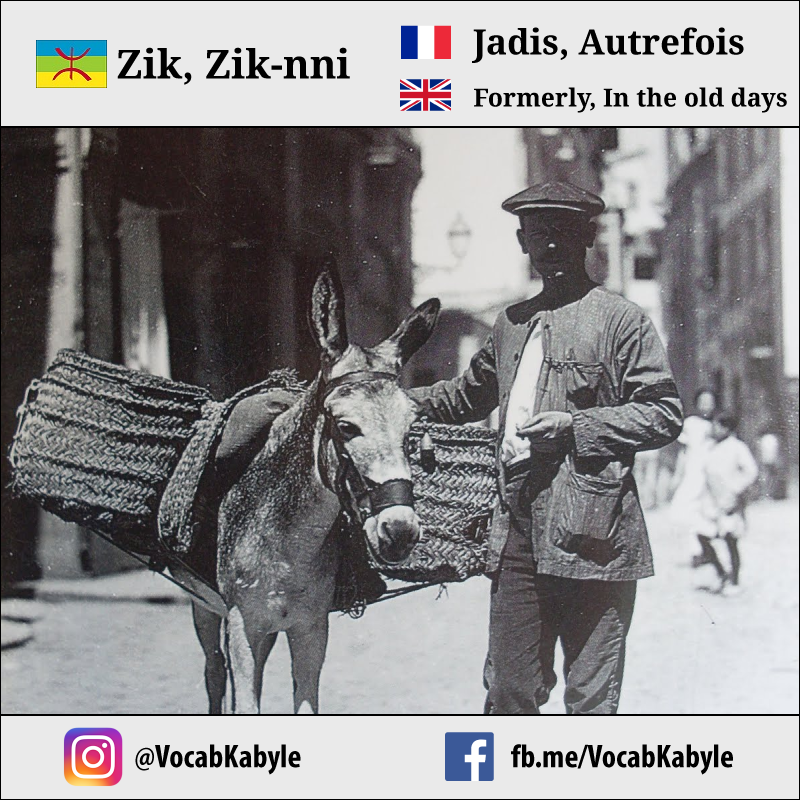 Zik, Zik-nni
Jadis, Autrefois
Formerly, In the old days
@VocabKabyle
fb.me/VocabKabyle